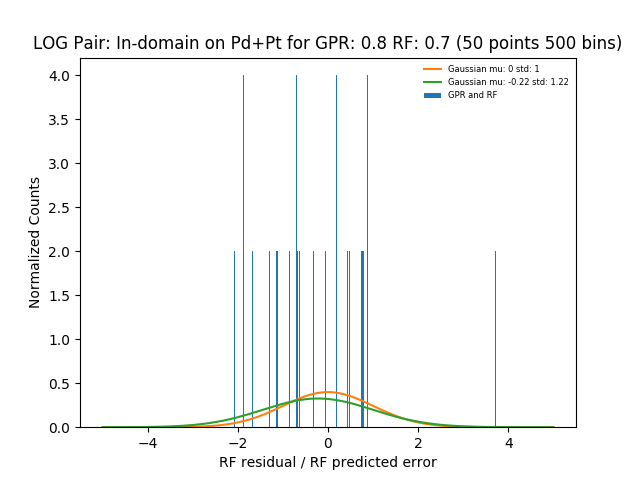 LOG Pair: In-domain on Pd+Pt for GPR: 0.8 RF: 0.7 (50 points 500 bins)
Gaussian mu: 0 std: 1
Gaussian mu: -0.22 std: 1.22
GPR and RF
Normalized Counts
4.0
3.5
3.0
2.5
2.0
1.5
1.0
0.5
0.0
−4 −2 0 2 4
RF residual / RF predicted error